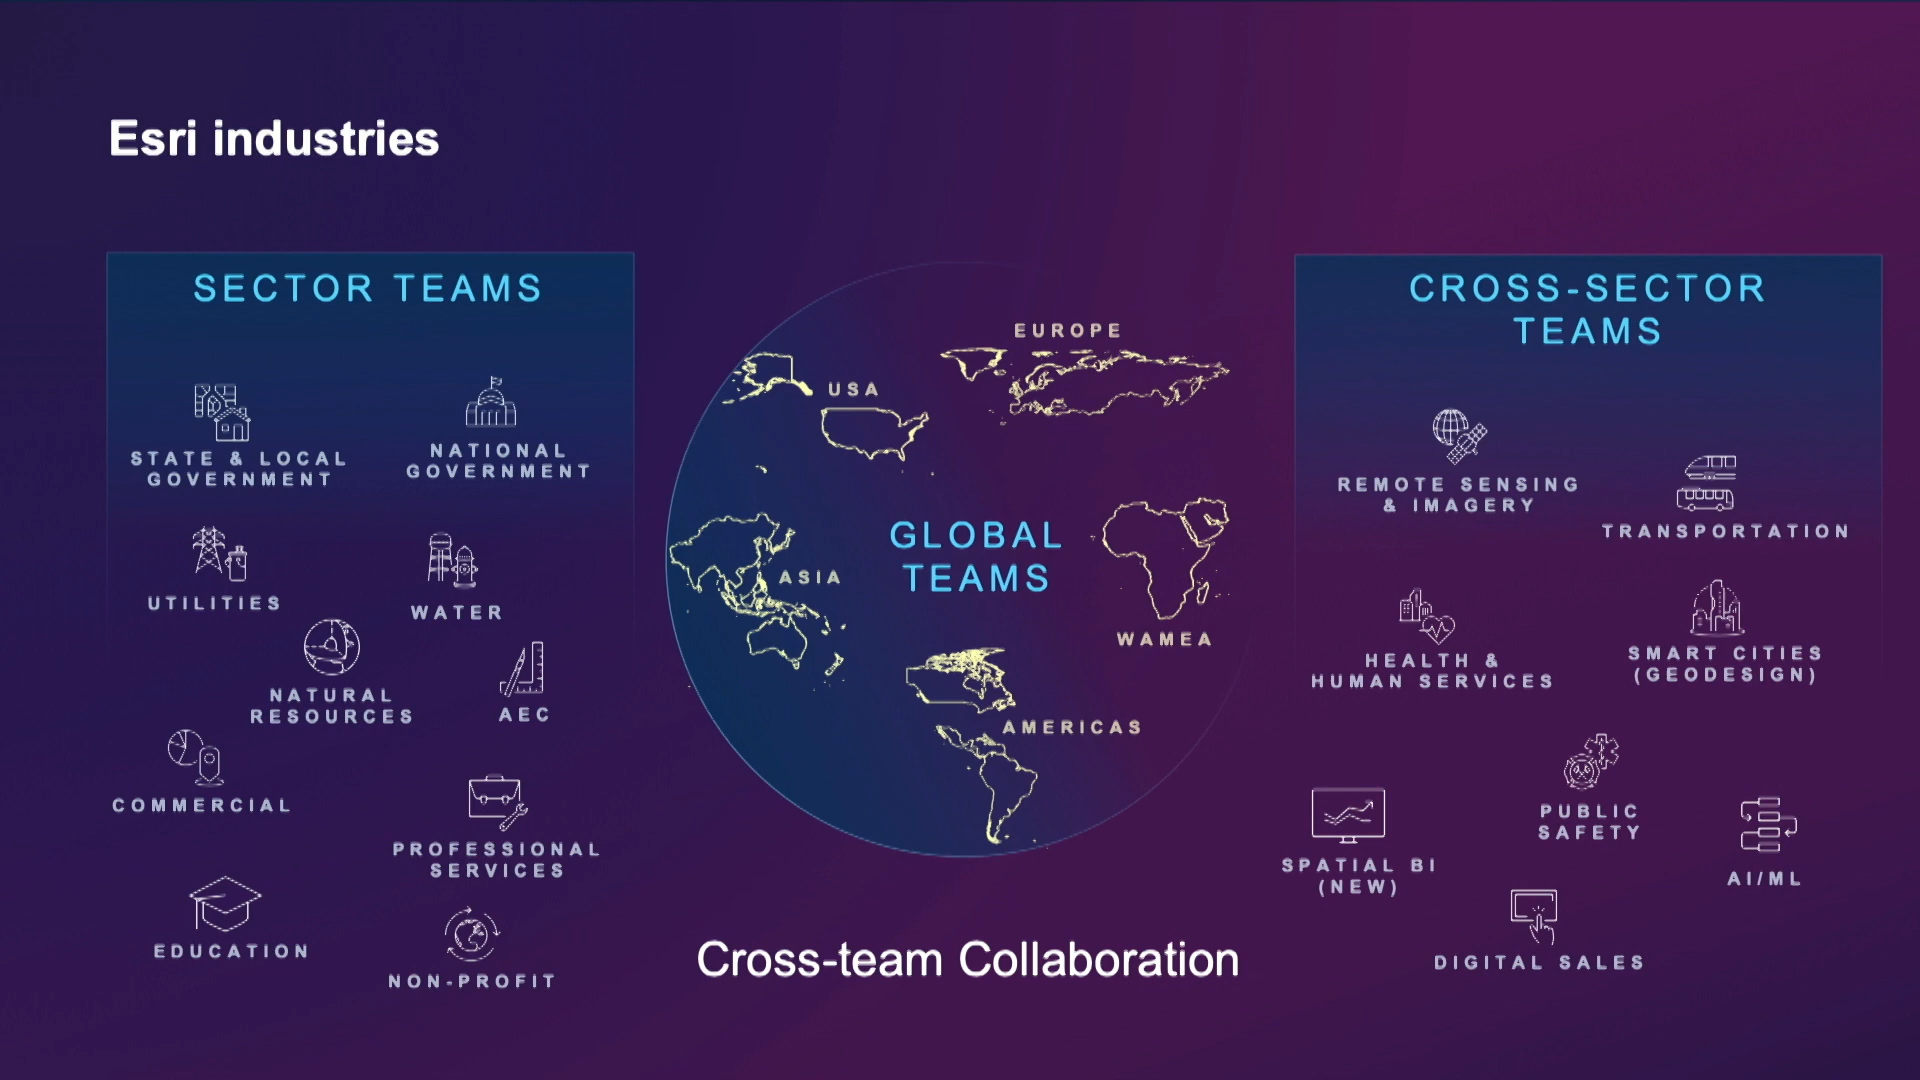 Esri industries
SECTOR TEAMS
STATE & LOCAL
GOVERNMENT
NATIONAL
GOVERNMENT
UTILITIES
WATER
NATURAL
RESOURCES
AEC
COMMERCIAL
PROFESSIONAL
SERVICES
EDUCATION
NON-PROFIT
EUROPE
USA
GLOBAL
TEAMS
ASIA
WAMEA
AMERICAS
Cross-team Collaboration
CROSS-SECTOR
TEAMS
REMOTE SENSING
& IMAGERY
TRANSPORTATION
HEALTH &
HUMAN SERVICES
SMART CITIES
(GEODESIGN)
PUBLIC
SAFETY
SPATIAL BI
(NEW)
AI/ML
DIGITAL SALES